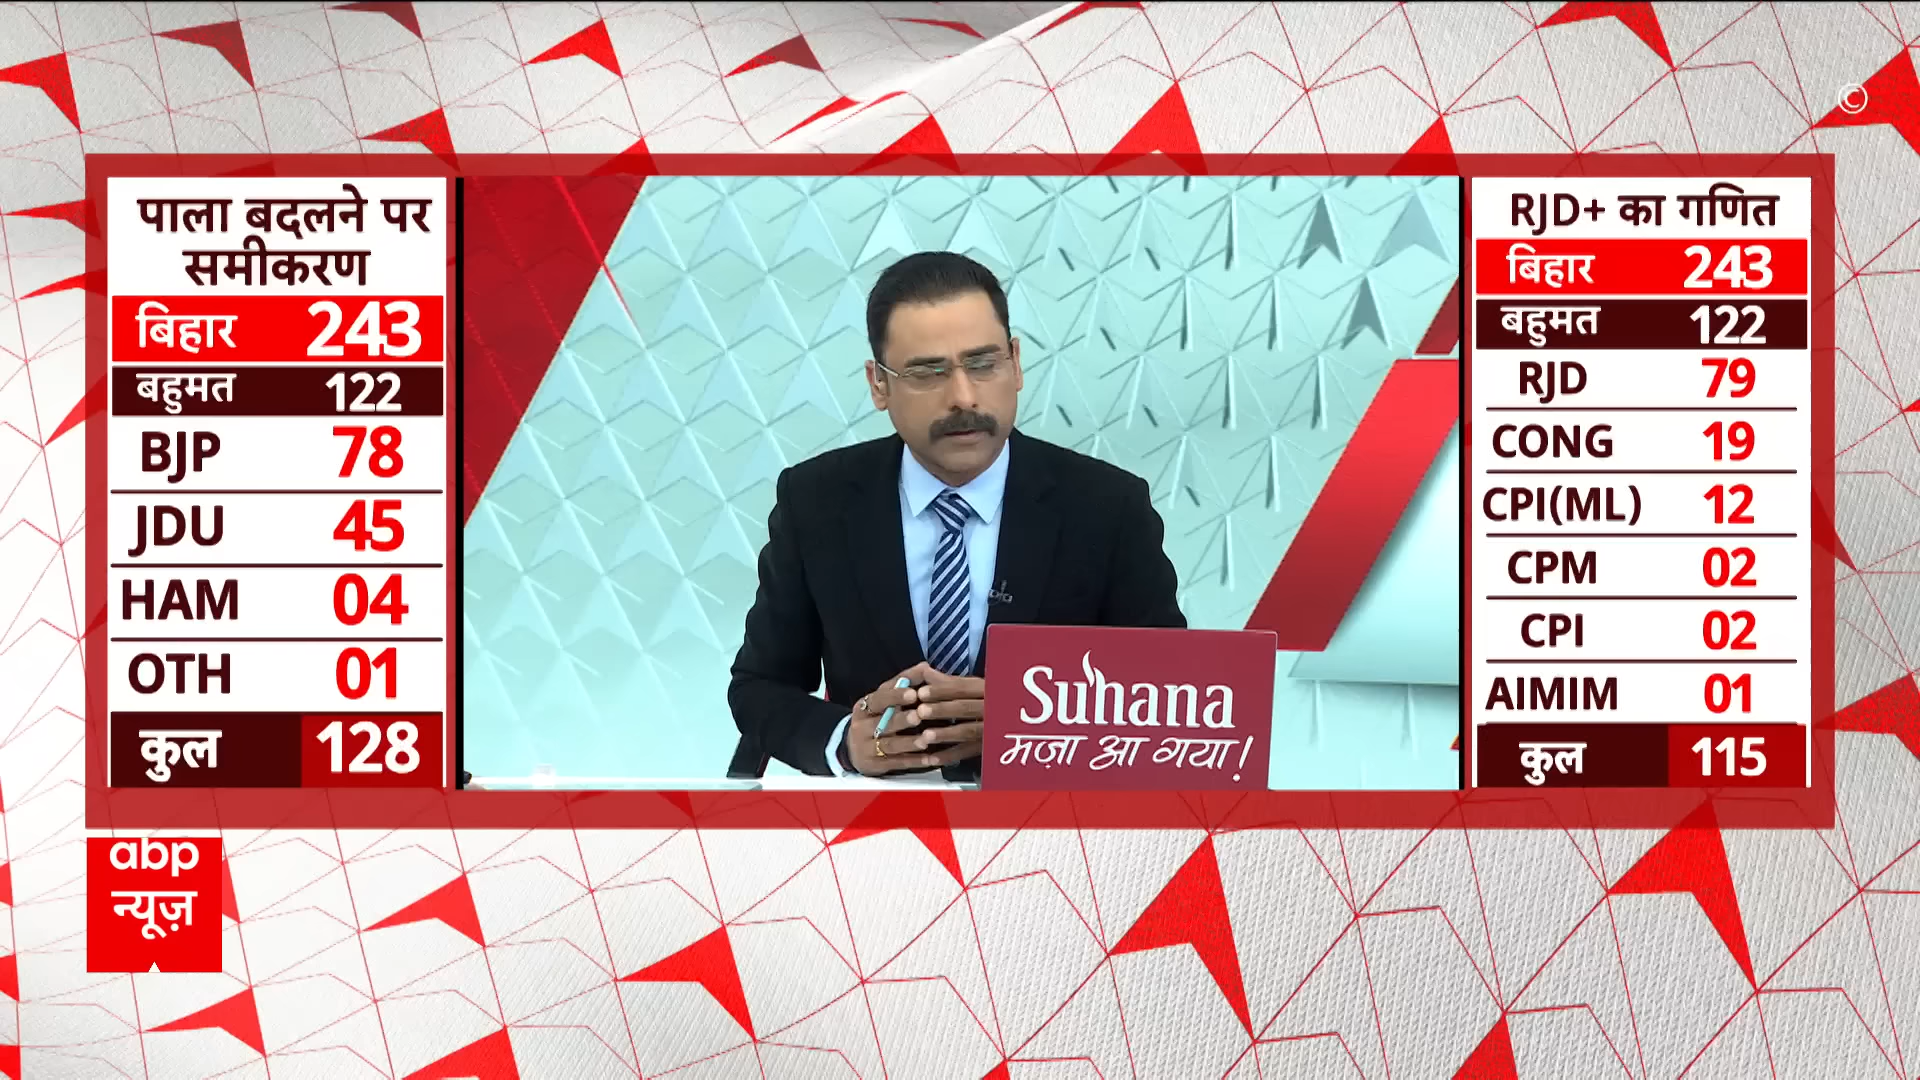 ©
पाला बदलने पर
समीकरण
बिहार 243
बहुमत 122
BJP 78
JDU 45
HAM 04
OTH 01
कुल 128
Suhana
मज़ा आ गया!
RJD+ का गणित
बिहार 243
बहुमत 122
RJD 79
CONG 19
CPI(ML) 12
CPM 02
CPI 02
AIMIM 01
कुल 115
abp
न्यूज़